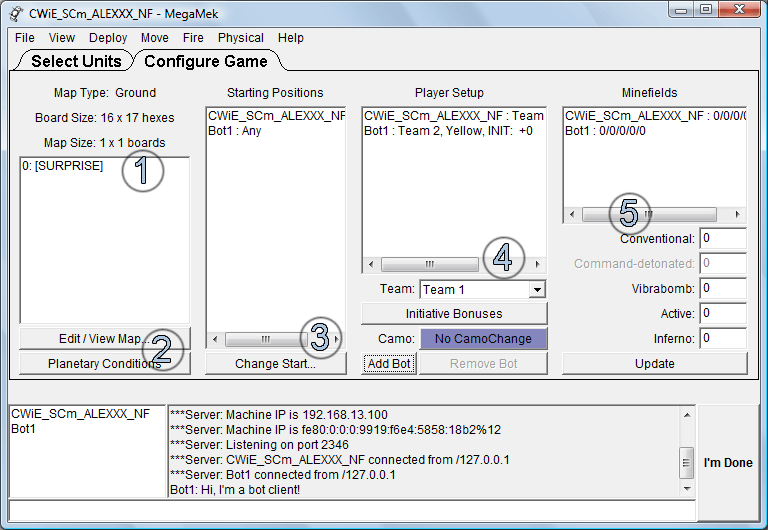 CWiE_SCm_ALEXXX_NF - MegaMek
File View Deploy Move Fire Physical Help
Select Units Configure Game
Map Type: Ground
Board Size: 16 x 17 hexes
Map Size: 1 x 1 boards
0: [SURPRISE]
1
Edit / View Map...
2
Planetary Conditions
Starting Positions
CWiE_SCm_ALEXXX_NF
Bot1 : Any
3
Change Start...
Player Setup
CWiE_SCm_ALEXXX_NF : Team
Bot1 : Team 2, Yellow, INIT: +0
4
Team: Team 1
Initiative Bonuses
Camo: No CamoChange
Add Bot Remove Bot
Minefields
CWiE_SCm_ALEXXX_NF : 0/0/0
Bot1 : 0/0/0/0/0
5
Conventional: 0
Command-detonated: 0
Vibrabomb: 0
Active: 0
Inferno: 0
Update
CWiE_SCm_ALEXXX_NF
Bot1
***Server: Machine IP is 192.168.13.100
***Server: Machine IP is fe80:0:0:0:9919:f6e4:5858:18b2%12
***Server: Listening on port 2346
***Server: CWiE_SCm_ALEXXX_NF connected from /127.0.0.1
***Server: Bot1 connected from /127.0.0.1
Bot1: Hi, I'm a bot client!
I'm Done